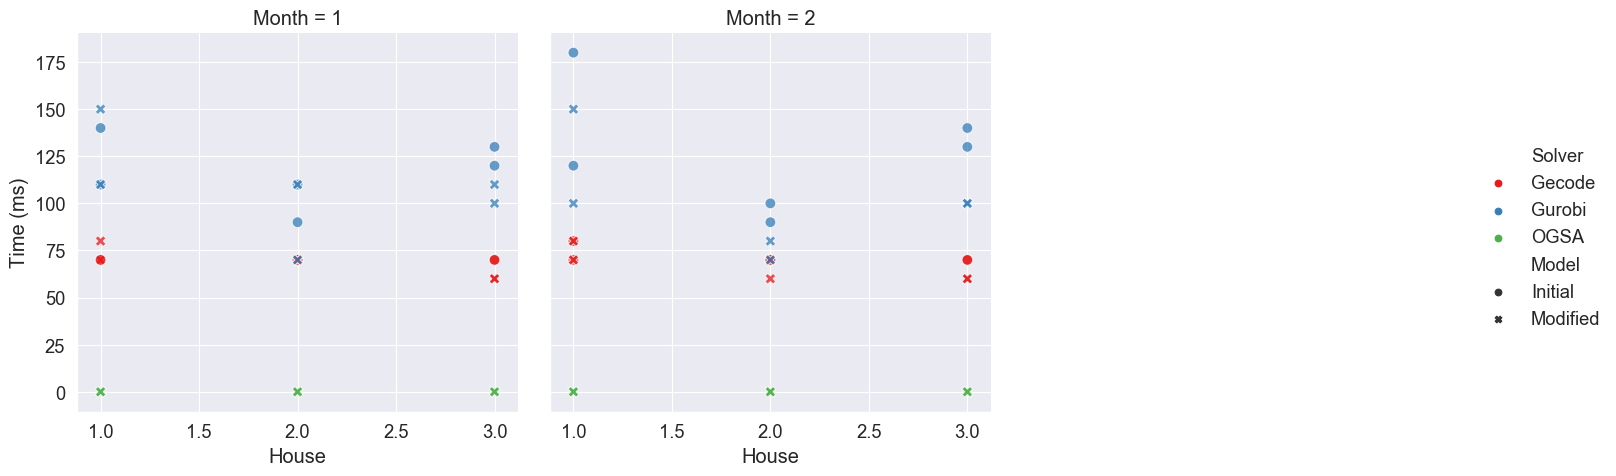 Month = 1
Month = 2
Time (ms)
175
150
125
100
75
50
25
0
1.0 1.5 2.0 2.5 3.0
House
1.0 1.5 2.0 2.5 3.0
House
Solver
Gecode
Gurobi
OGSA
Model
Initial
Modified